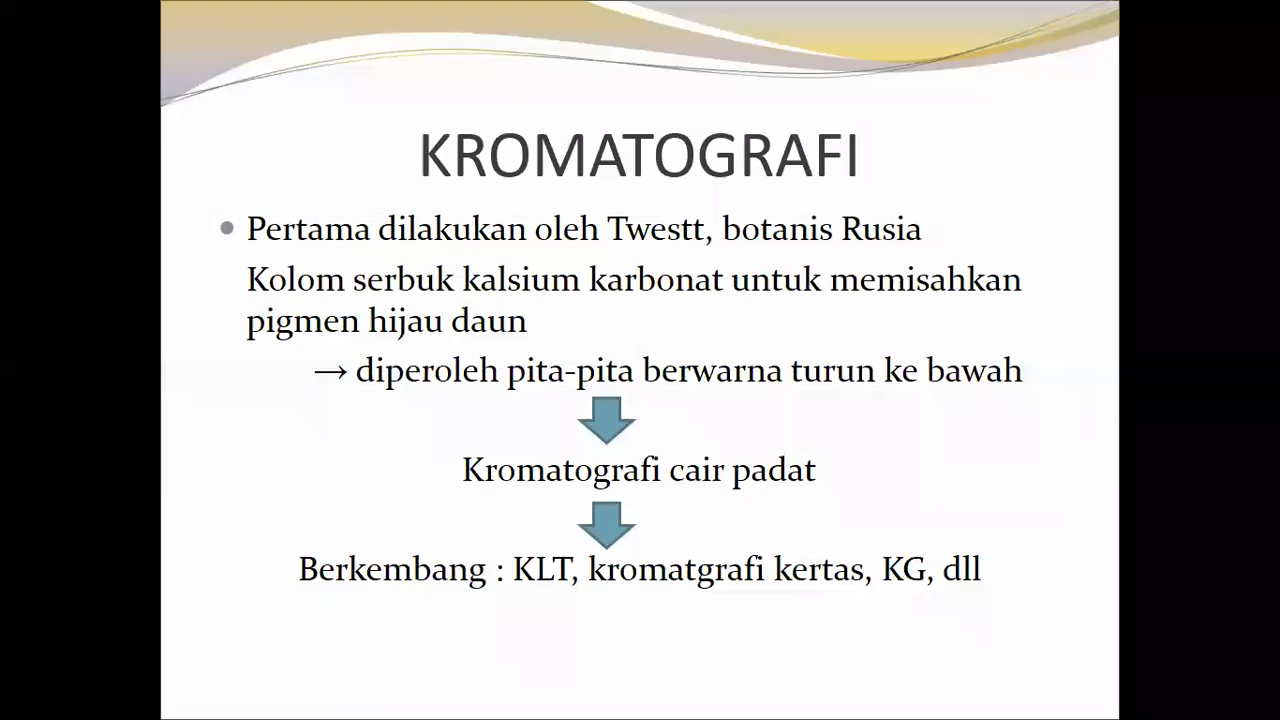 KROMATOGRAFI
Pertama dilakukan oleh Twestt, botanis Rusia
Kolom serbuk kalsium karbonat untuk memisahkan
pigmen hijau daun
→ diperoleh pita-pita berwarna turun ke bawah
Kromatografi cair padat
Berkembang : KLT, kromatgrafi kertas, KG, dll